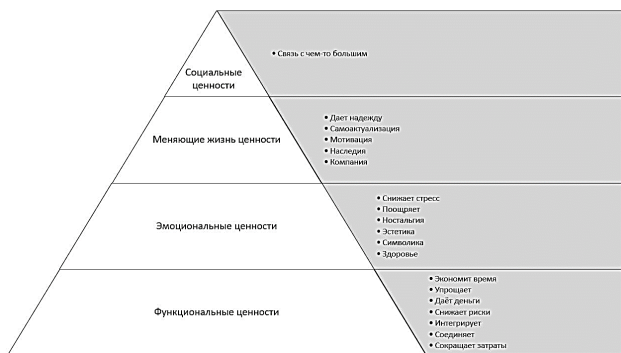 • Связь с чем-то большим
Социальные
ценности
• Дает надежду
• Самоактуализация
• Мотивация
• Наследия
• Компания
Меняющие жизнь ценности
• Снижает стресс
• Поощряет
• Ностальгия
• Эстетика
• Символика
• Здоровье
Эмоциональные ценности
• Экономит время
• Упрощает
• Даёт деньги
• Снижает риски
• Интегрирует
• Соединяет
• Сокращает затраты
Функциональные ценности